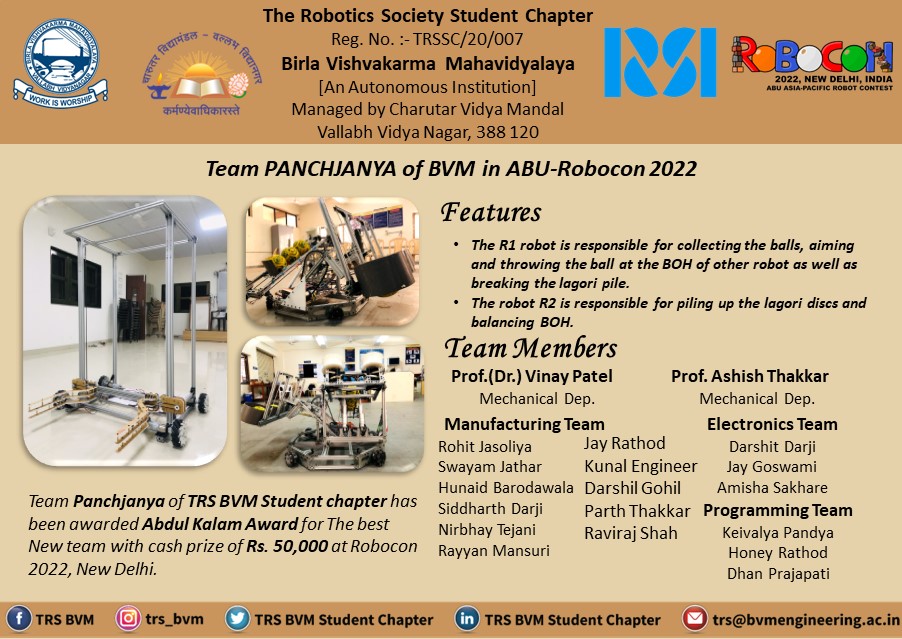 The Robotics Society Student Chapter
Reg. No. :- TRSSC/20/007
Birla Vishvakarma Mahavidyalaya
[An Autonomous Institution]
Managed by Charutar Vidya Mandal
Vallabh Vidya Nagar, 388 120
BIRLA VISHVAKARMA MAHAVIDYALAYA
VALLABH VIDYANAGAR
WORK IS WORSHIP
चारुतर विद्यामंडल - वल्लभ विद्यानगर
कर्मण्येवाधिकारस्ते
RSI
ROBOCON
2022, NEW DELHI, INDIA
ABU ASIA-PACIFIC ROBOT CONTEST
Team PANCHJANYA of BVM in ABU-Robocon 2022
Features
• The R1 robot is responsible for collecting the balls, aiming
and throwing the ball at the BOH of other robot as well as
breaking the lagori pile.
• The robot R2 is responsible for piling up the lagori discs and
balancing BOH.
Team Members
Prof.(Dr.) Vinay Patel
Mechanical Dep.
Prof. Ashish Thakkar
Mechanical Dep.
Manufacturing Team
Rohit Jasoliya
Swayam Jathar
Hunaid Barodawala
Siddharth Darji
Nirbhay Tejani
Rayyan Mansuri
Jay Rathod
Kunal Engineer
Darshil Gohil
Parth Thakkar
Raviraj Shah
Electronics Team
Darshit Darji
Jay Goswami
Amisha Sakhare
Programming Team
Keivalya Pandya
Honey Rathod
Dhan Prajapati
Team Panchjanya of TRS BVM Student chapter has
been awarded Abdul Kalam Award for The best
New team with cash prize of Rs. 50,000 at Robocon
2022, New Delhi.
TRS BVM
trs_bvm
TRS BVM Student Chapter
TRS BVM Student Chapter
trs@bvmengineering.ac.in